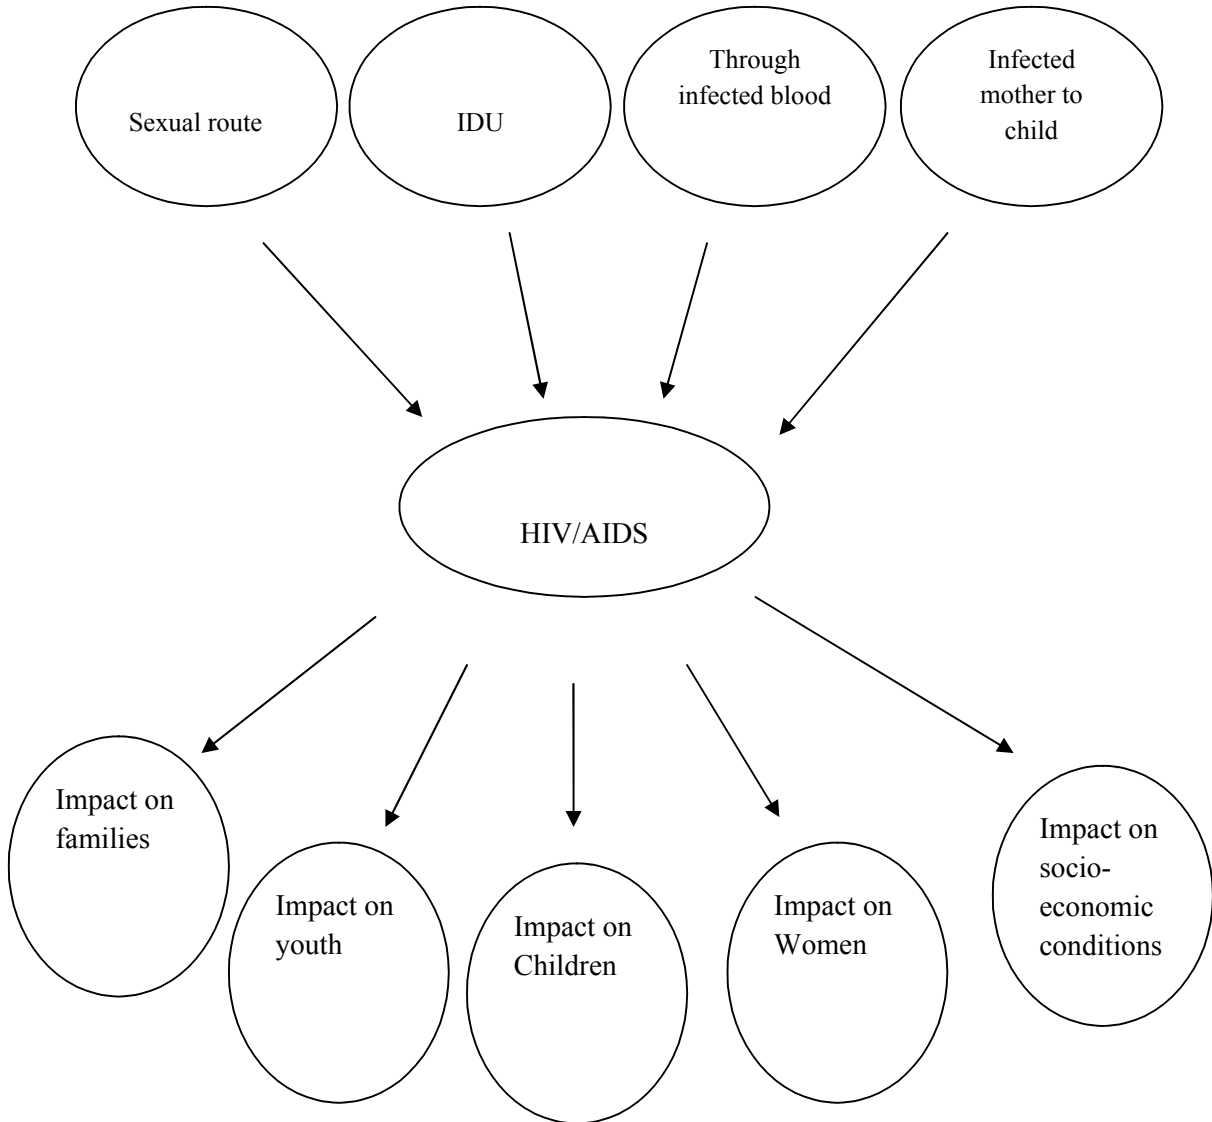 Sexual route
IDU
Through
infected blood
Infected
mother to
child
HIV/AIDS
Impact on
families
Impact on
youth
Impact on
Children
Impact on
Women
Impact on
socio-
economic
conditions